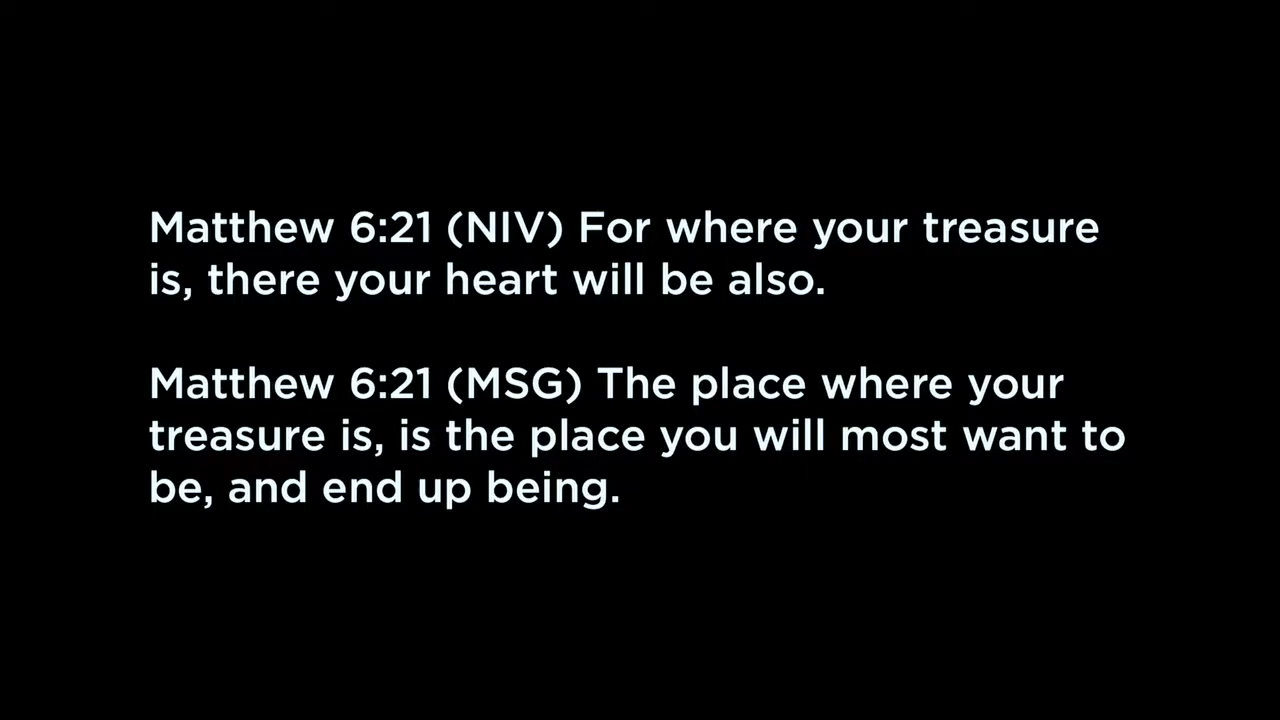 Matthew 6:21 (NIV) For where your treasure
is, there your heart will be also.
Matthew 6:21 (MSG) The place where your
treasure is, is the place you will most want to
be, and end up being.